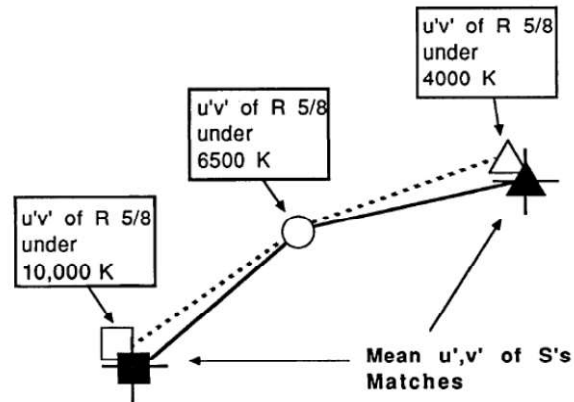 u'v' of R 5/8
under
4000 K
u'v' of R 5/8
under
6500 K
u'v' of R 5/8
under
10,000 K
Mean u',v' of S's
Matches